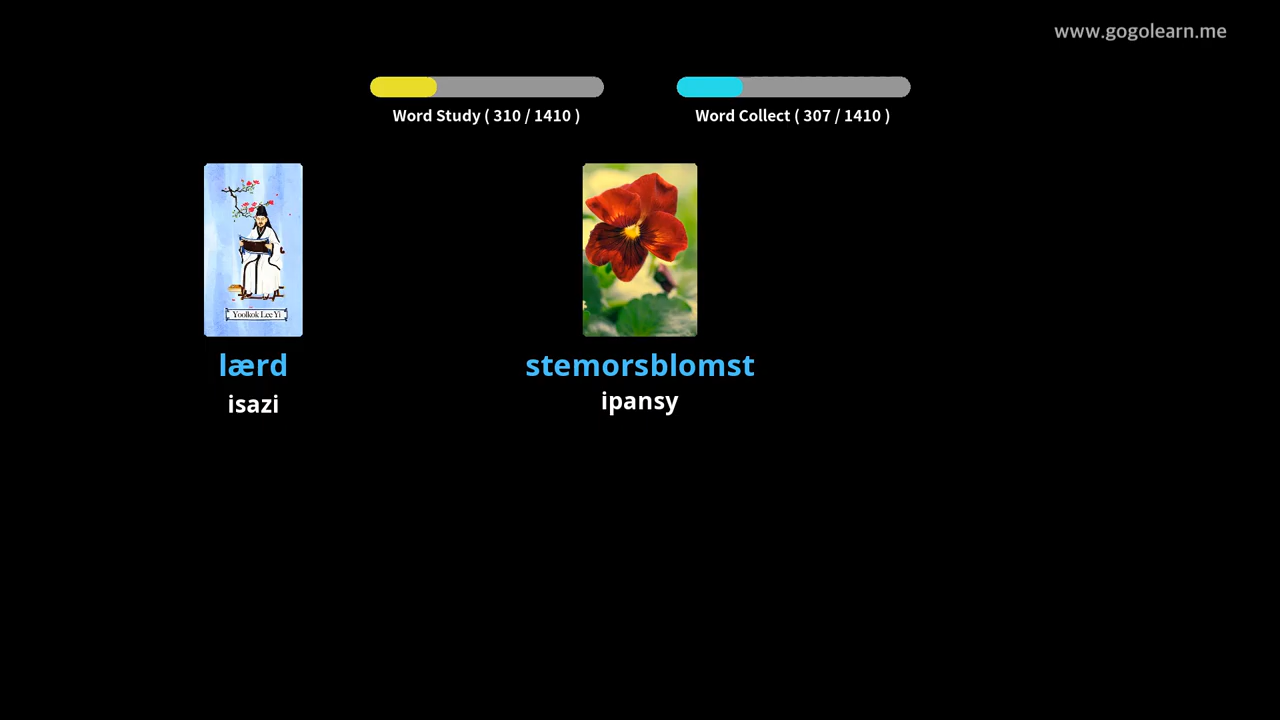 www.gogolearn.me
Word Study ( 310 / 1410 )
Word Collect ( 307 / 1410 )
Yoolkok Lee Yi
lærd
isazi
stemorsblomst
ipansy